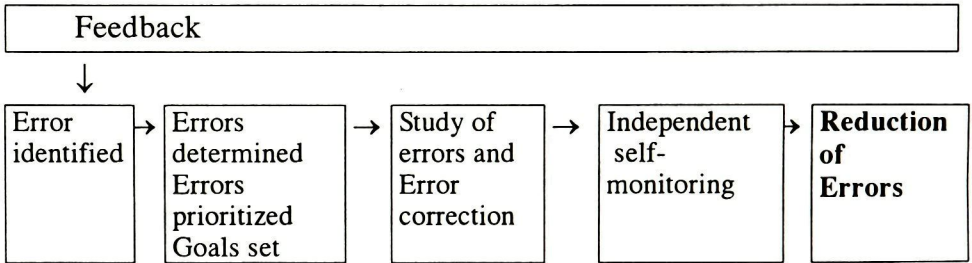 Feedback
↓
Error
identified
→
Errors
determined
Errors
prioritized
Goals set
→
Study of
errors and
Error
correction
→
Independent
self-
monitoring
→
Reduction
of
Errors